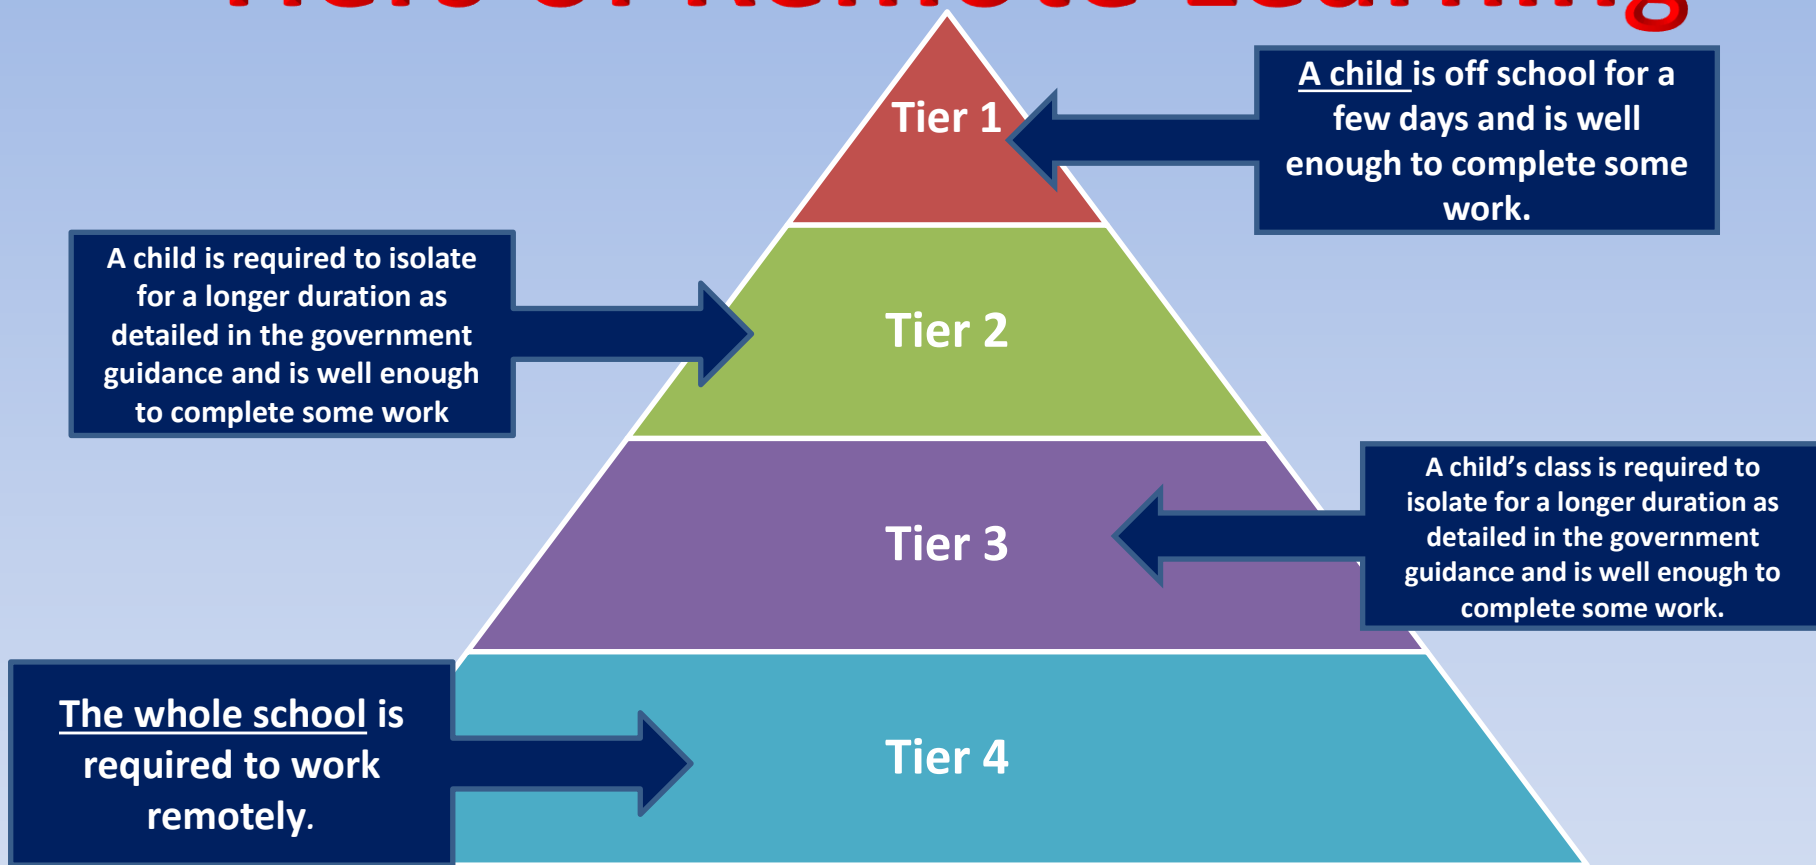 Tiers of Remote Learning
Tier 1
A child is off school for a
few days and is well
enough to complete some
work.
A child is required to isolate
for a longer duration as
detailed in the government
guidance and is well enough
to complete some work
Tier 2
Tier 3
A child’s class is required to
isolate for a longer duration as
detailed in the government
guidance and is well enough to
complete some work.
The whole school is
required to work
remotely.
Tier 4